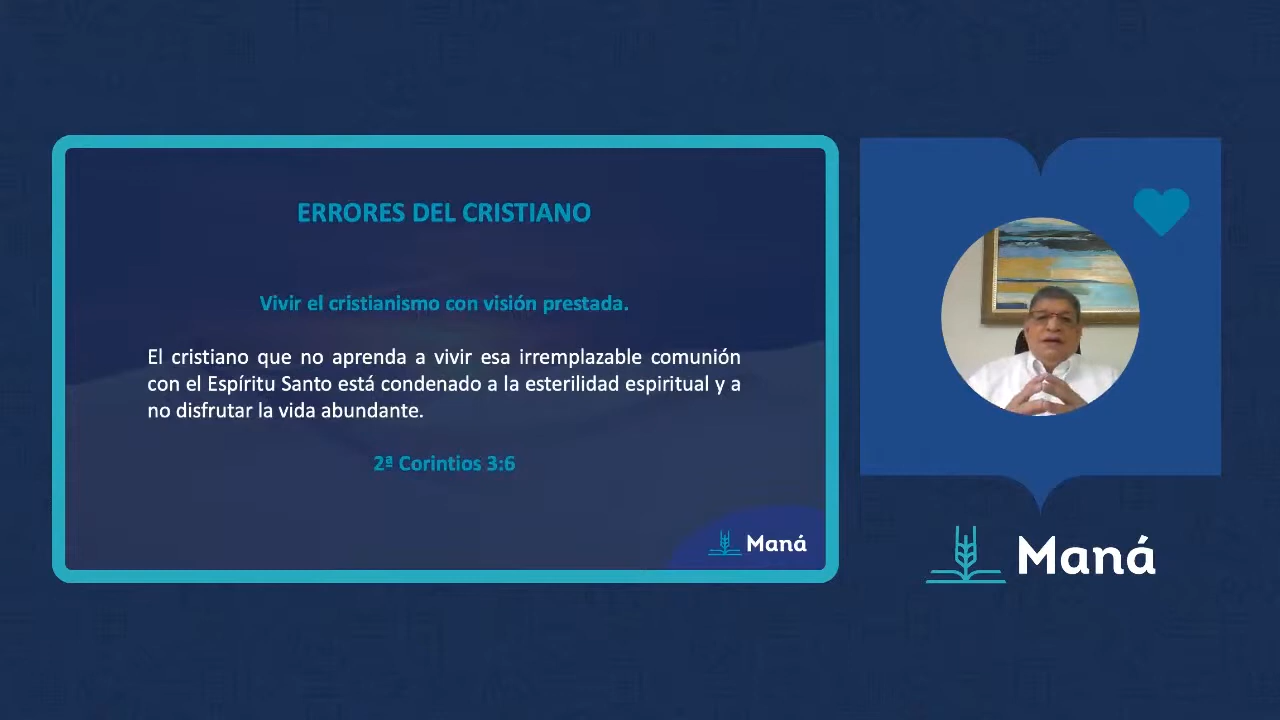 ERRORES DEL CRISTIANO
Vivir el cristianismo con visión prestada.
El cristiano que no aprenda a vivir esa irremplazable comunión
con el Espíritu Santo está condenado a la esterilidad espiritual y a
no disfrutar la vida abundante.
2ª Corintios 3:6
Maná
Maná